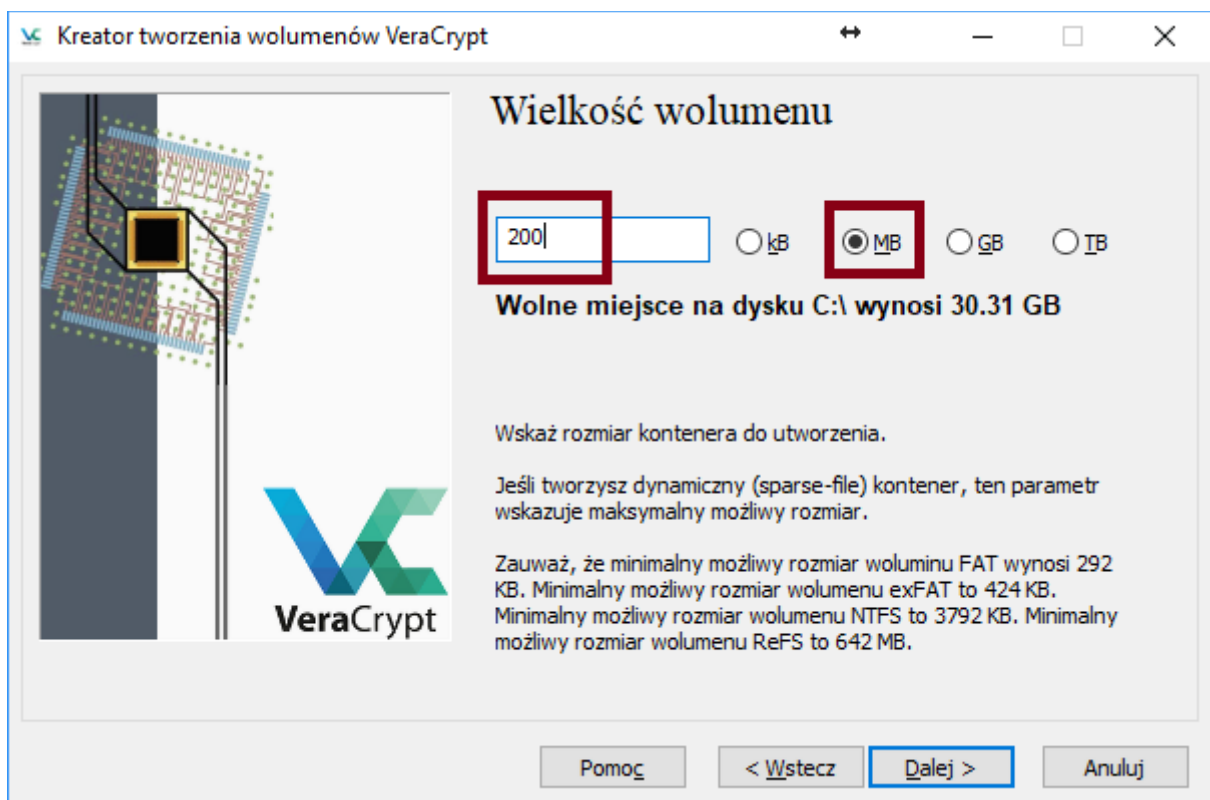 Kreator tworzenia wolumenów VeraCrypt
Wielkość wolumenu
200
kB MB GB TB
Wolne miejsce na dysku C:\ wynosi 30.31 GB
Wskaż rozmiar kontenera do utworzenia.
Jeśli tworzysz dynamiczny (sparse-file) kontener, ten parametr
wskazuje maksymalny możliwy rozmiar.
Zauważ, że minimalny możliwy rozmiar woluminu FAT wynosi 292
KB. Minimalny możliwy rozmiar wolumenu exFAT to 424 KB.
Minimalny możliwy rozmiar wolumenu NTFS to 3792 KB. Minimalny
możliwy rozmiar wolumenu ReFS to 642 MB.
VeraCrypt
Pomoc < Wstecz Dalej > Anuluj